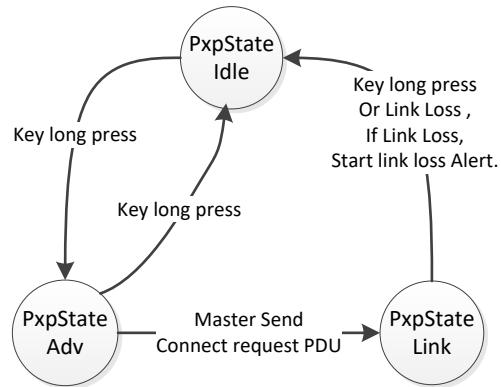 PxpState
Idle
Key long press
Or Link Loss ,
If Link Loss,
Start link loss Alert.
Key long press
Key long press
PxpState
Adv
Master Send
Connect request PDU
PxpState
Link